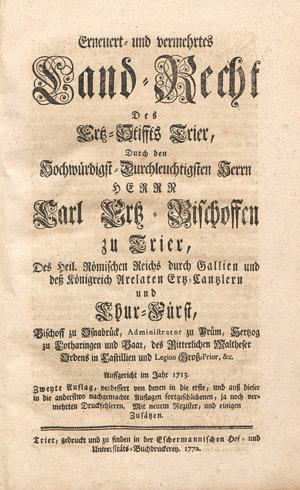 Erneuert- und vermehrtes
Land-Recht
Des
Ertz-Stiffts Trier,
Durch den
Hochwürdigst-Durchleuchtigsten Herrn
HERRN
Carl Ertz-Bischoffen
zu Trier,
Des Heil. Römischen Reichs durch Gallien und
deß Königreich Arelaten Ertz-Cantzlern
und
Chur-Fürst,
Bischoff zu Oßnabrück, Administrator zu Prüm, Hertzog
zu Lotharingen und Baar, des Ritterlichen Maltheser
Ordens in Castillien und Legion Groß-Prior, &c.
Auffgericht im Jahr 1713.
Zweyte Auflag, verbessert von denen in die erste, und auß dieser
in die anderstwo nachgemachte Auflagen fortgeschlichenen, ja noch ver-
mehrten Druckfehleren. Mit neuem Register, und einigen
Zusätzen.
Trier, gedruckt und zu finden in der Eschermannischen Hof- und
Universitäts-Buchdruckerey. 1772.